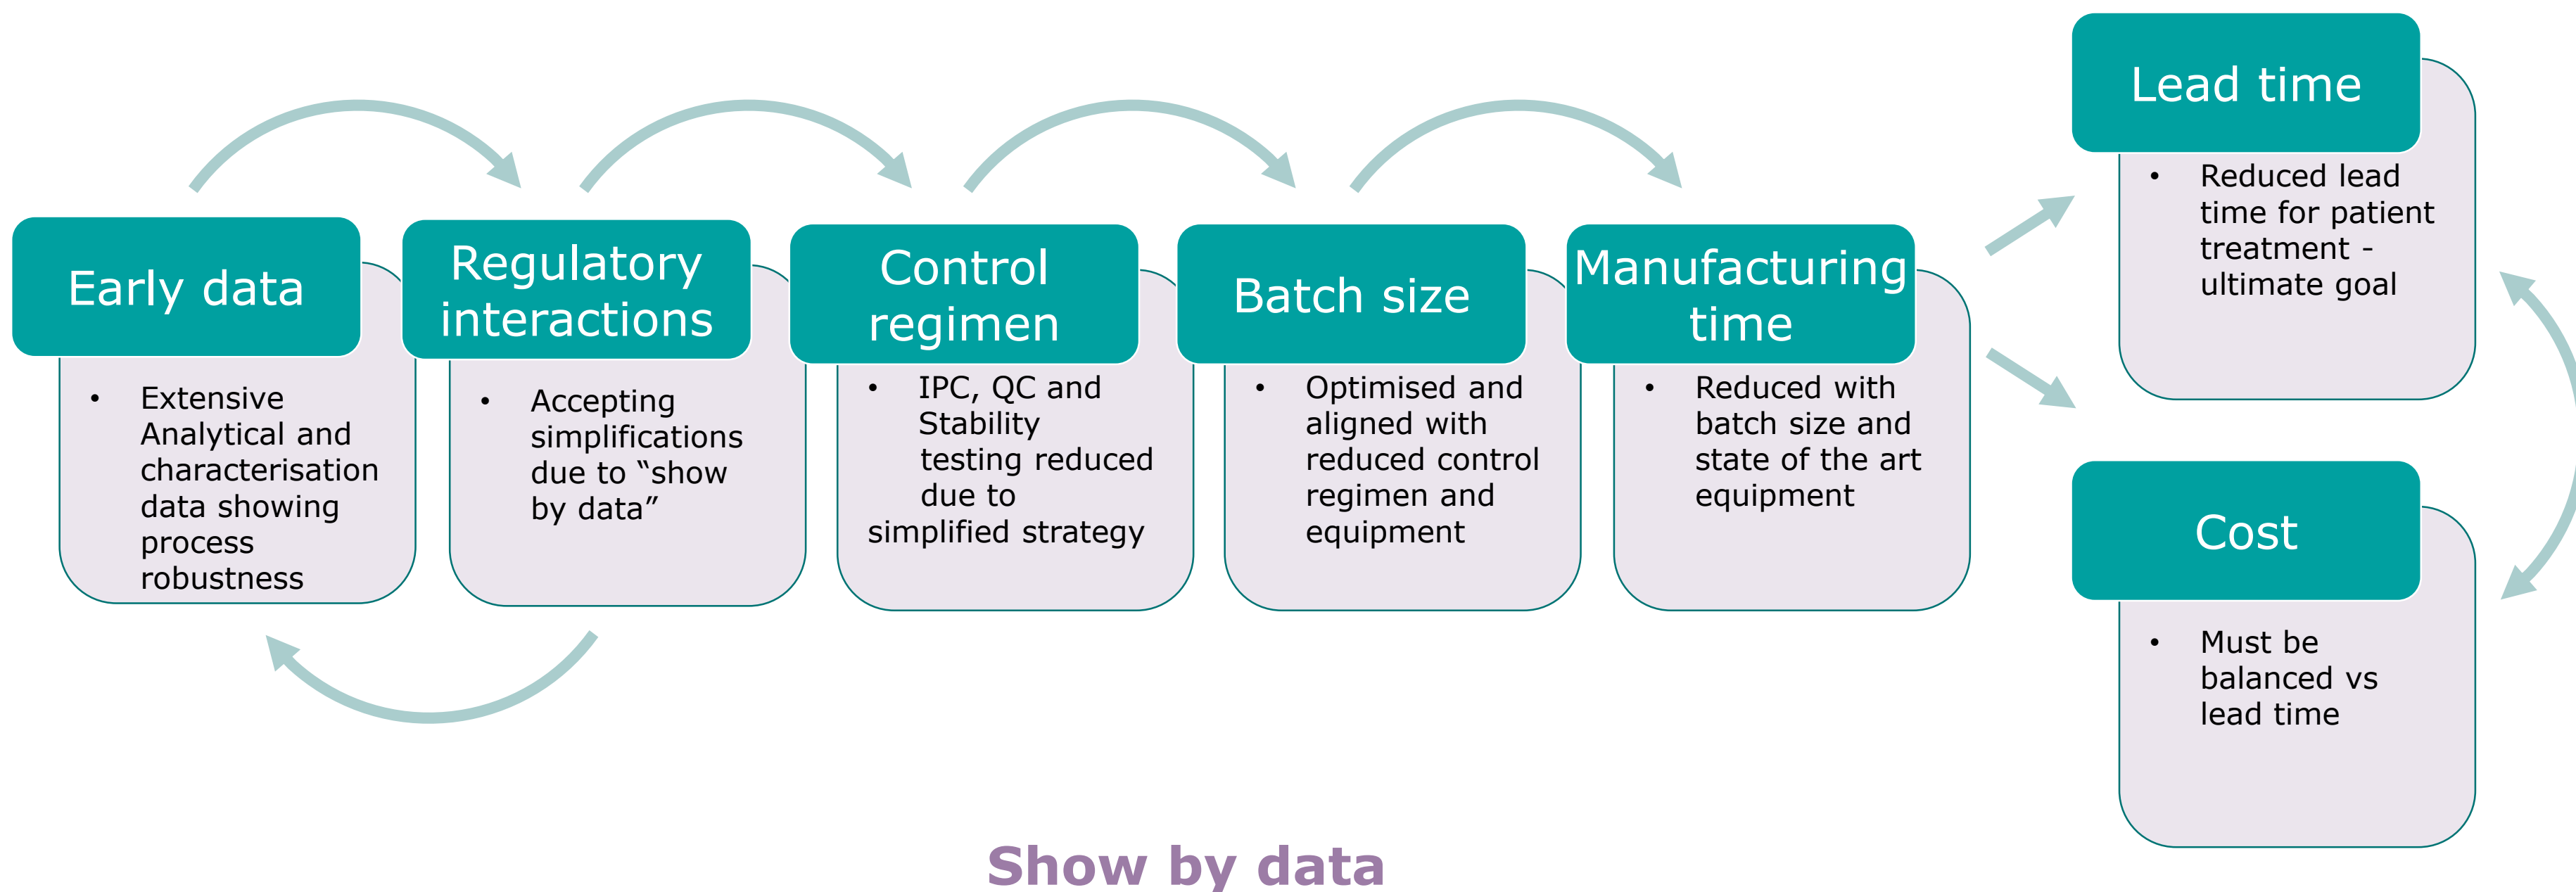 Early data
• Extensive
Analytical and
characterisation
data showing
process
robustness
Regulatory
interactions
• Accepting
simplifications
due to “show
by data”
Control
regimen
• IPC, QC and
Stability
testing reduced
due to
simplified strategy
Batch size
• Optimised and
aligned with
reduced control
regimen and
equipment
Manufacturing
time
• Reduced with
batch size and
state of the art
equipment
Lead time
• Reduced lead
time for patient
treatment -
ultimate goal
Cost
• Must be
balanced vs
lead time
Show by data